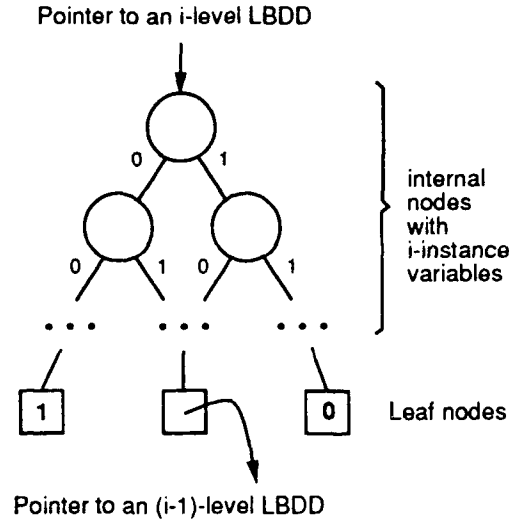 Pointer to an i-level LBDD
0 1
0 1 0 1
internal
nodes
with
i-instance
variables
1 0 Leaf nodes
Pointer to an (i-1)-level LBDD